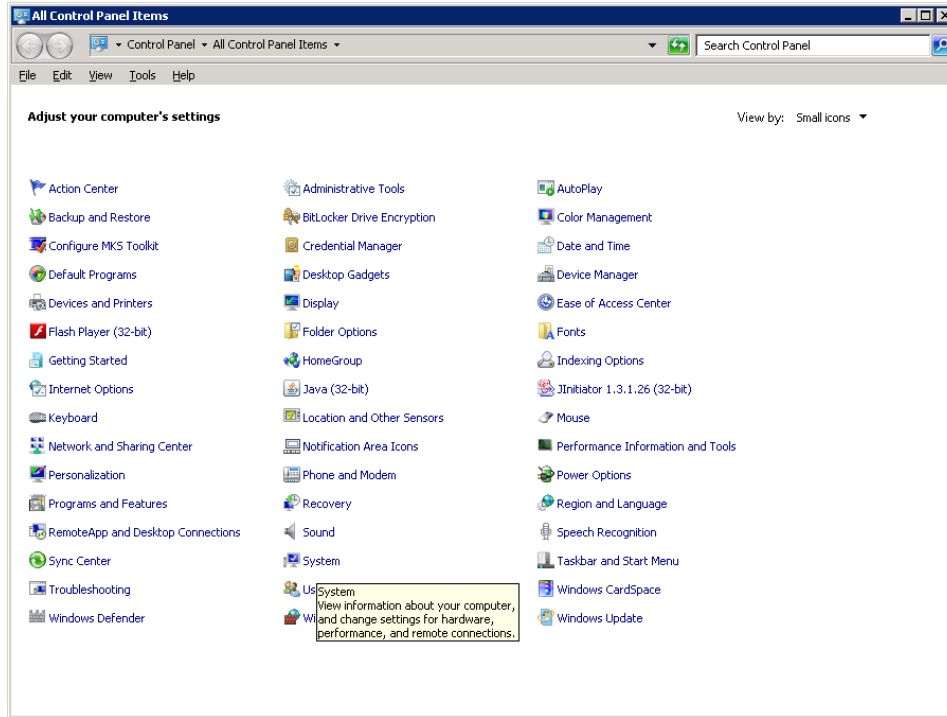 All Control Panel Items
Control Panel All Control Panel Items
Search Control Panel
File Edit View Tools Help
Adjust your computer's settings
View by: Small icons
Action Center Administrative Tools AutoPlay
Backup and Restore BitLocker Drive Encryption Color Management
Configure MKS Toolkit Credential Manager Date and Time
Default Programs Desktop Gadgets Device Manager
Devices and Printers Display Ease of Access Center
Flash Player (32-bit) Folder Options Fonts
Getting Started HomeGroup Indexing Options
Internet Options Java (32-bit) JInitiator 1.3.1.26 (32-bit)
Keyboard Location and Other Sensors Mouse
Network and Sharing Center Notification Area Icons Performance Information and Tools
Personalization Phone and Modem Power Options
Programs and Features Recovery Region and Language
RemoteApp and Desktop Connections Sound Speech Recognition
Sync Center System Taskbar and Start Menu
Troubleshooting Us Windows CardSpace
Windows Defender Wi Windows Update
System
View information about your computer,
and change settings for hardware,
performance, and remote connections.